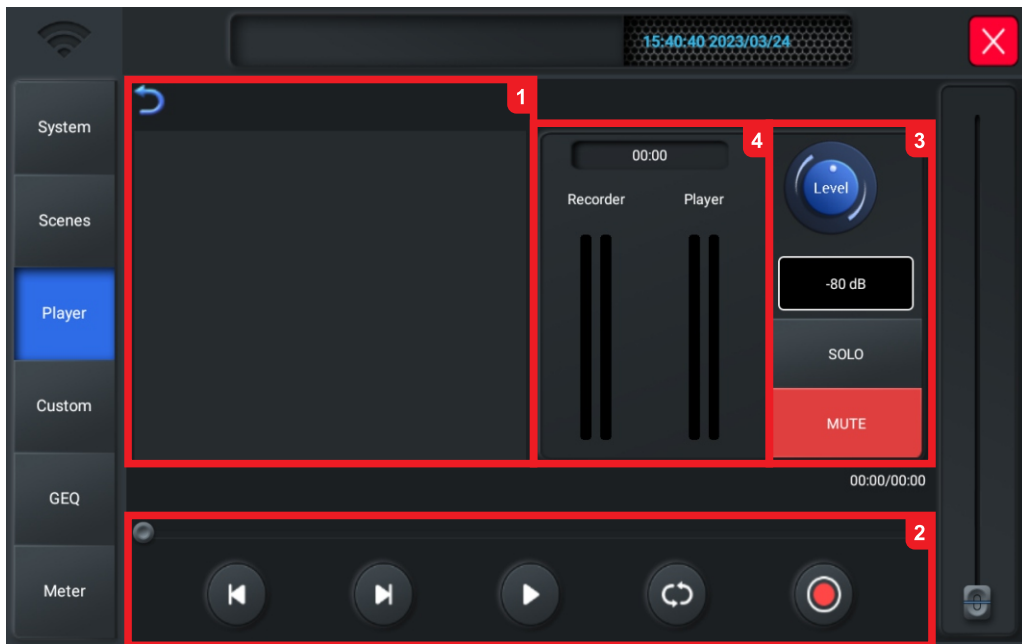 15:40:40 2023/03/24
System
Scenes
Player
Custom
GEQ
Meter
1
4
00:00
Recorder
Player
3
Level
-80 dB
SOLO
MUTE
00:00/00:00
2